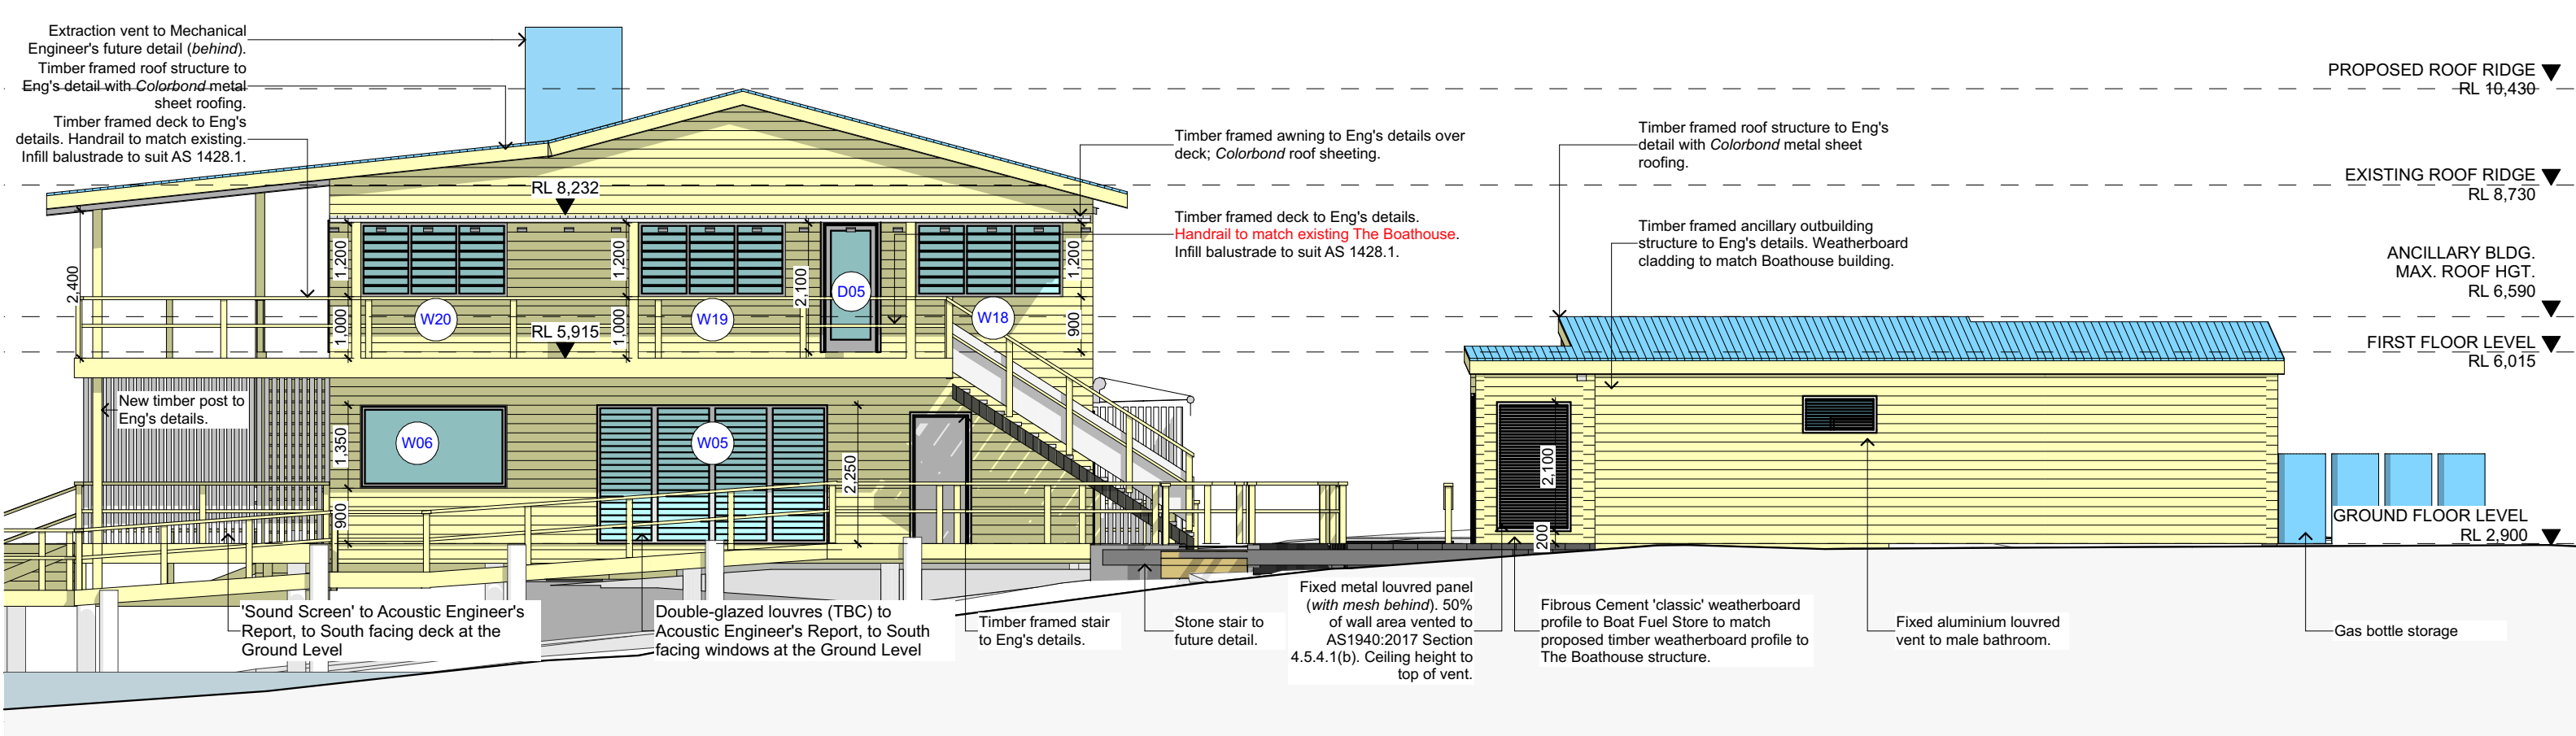 Extraction vent to Mechanical
Engineer's future detail (behind).
Timber framed roof structure to
Eng's detail with Colorbond metal
sheet roofing.
Timber framed deck to Eng's
details. Handrail to match existing.
Infill balustrade to suit AS 1428.1.
Timber framed awning to Eng's details over
deck; Colorbond roof sheeting.
Timber framed deck to Eng's details.
Handrail to match existing The Boathouse.
Infill balustrade to suit AS 1428.1.
Timber framed roof structure to Eng's
detail with Colorbond metal sheet
roofing.
Timber framed ancillary outbuilding
structure to Eng's details. Weatherboard
cladding to match Boathouse building.
PROPOSED ROOF RIDGE
RL 10,430
EXISTING ROOF RIDGE
RL 8,730
ANCILLARY BLDG.
MAX. ROOF HGT.
RL 6,590
FIRST FLOOR LEVEL
RL 6,015
GROUND FLOOR LEVEL
RL 2,900
RL 8,232
RL 5,915
2,400
1,200
1,000
1,200
1,000
2,100
1,200
900
W20
W19
D05
W18
New timber post to
Eng's details.
1,350
900
W06
W05
2,250
2,100
200
'Sound Screen' to Acoustic Engineer's
Report, to South facing deck at the
Ground Level
Double-glazed louvres (TBC) to
Acoustic Engineer's Report, to South
facing windows at the Ground Level
Timber framed stair
to Eng's details.
Stone stair to
future detail.
Fixed metal louvred panel
(with mesh behind). 50%
of wall area vented to
AS1940:2017 Section
4.5.4.1(b). Ceiling height to
top of vent.
Fibrous Cement 'classic' weatherboard
profile to Boat Fuel Store to match
proposed timber weatherboard profile to
The Boathouse structure.
Fixed aluminium louvred
vent to male bathroom.
Gas bottle storage